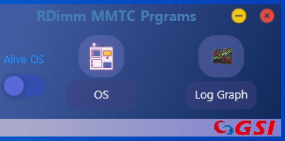 RDimm MMTC Prgrams
Alive OS
OS
Log Graph
GSI